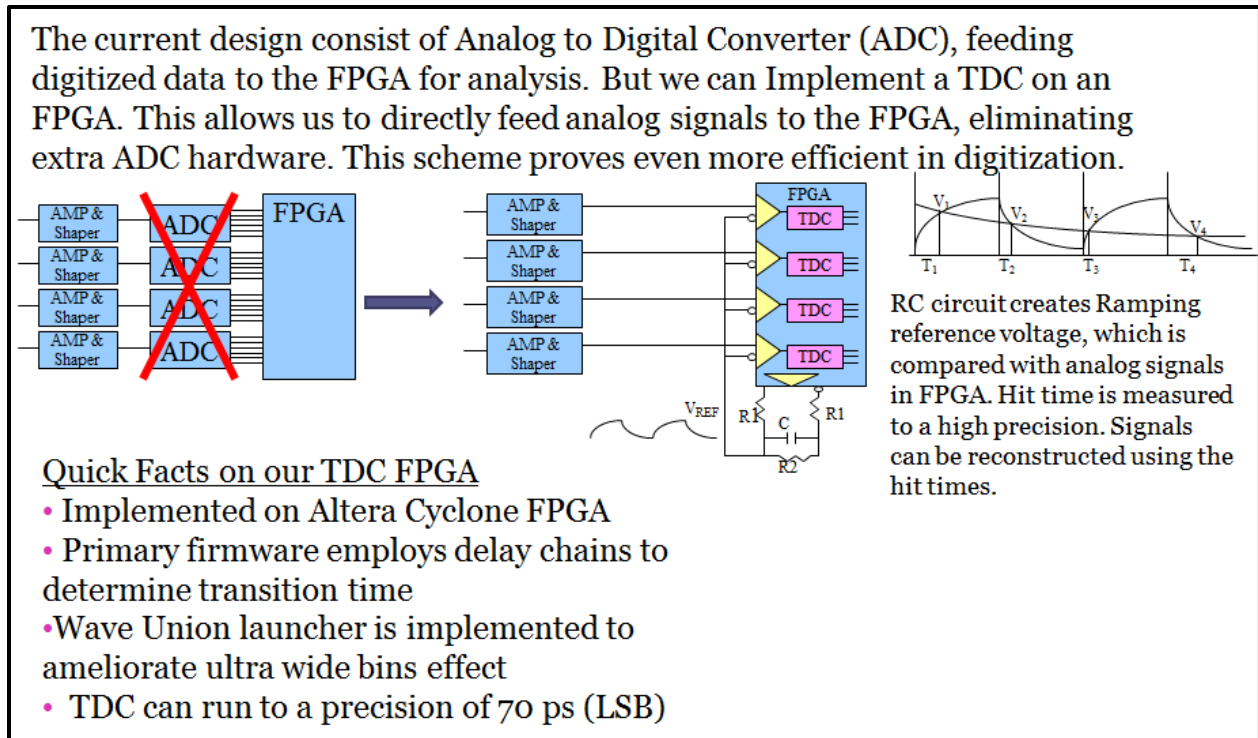 The current design consist of Analog to Digital Converter (ADC), feeding
digitized data to the FPGA for analysis. But we can Implement a TDC on an
FPGA. This allows us to directly feed analog signals to the FPGA, eliminating
extra ADC hardware. This scheme proves even more efficient in digitization.
AMP &
Shaper
ADC
AMP &
Shaper
ADC
AMP &
Shaper
ADC
AMP &
Shaper
ADC
FPGA
AMP &
Shaper
AMP &
Shaper
AMP &
Shaper
AMP &
Shaper
FPGA
TDC
TDC
TDC
TDC
VREF
R1
C
R1
R2
V1
V2
V3
V4
T1
T2
T3
T4
RC circuit creates Ramping
reference voltage, which is
compared with analog signals
in FPGA. Hit time is measured
to a high precision. Signals
can be reconstructed using the
hit times.
Quick Facts on our TDC FPGA
• Implemented on Altera Cyclone FPGA
• Primary firmware employs delay chains to
determine transition time
•Wave Union launcher is implemented to
ameliorate ultra wide bins effect
• TDC can run to a precision of 70 ps (LSB)